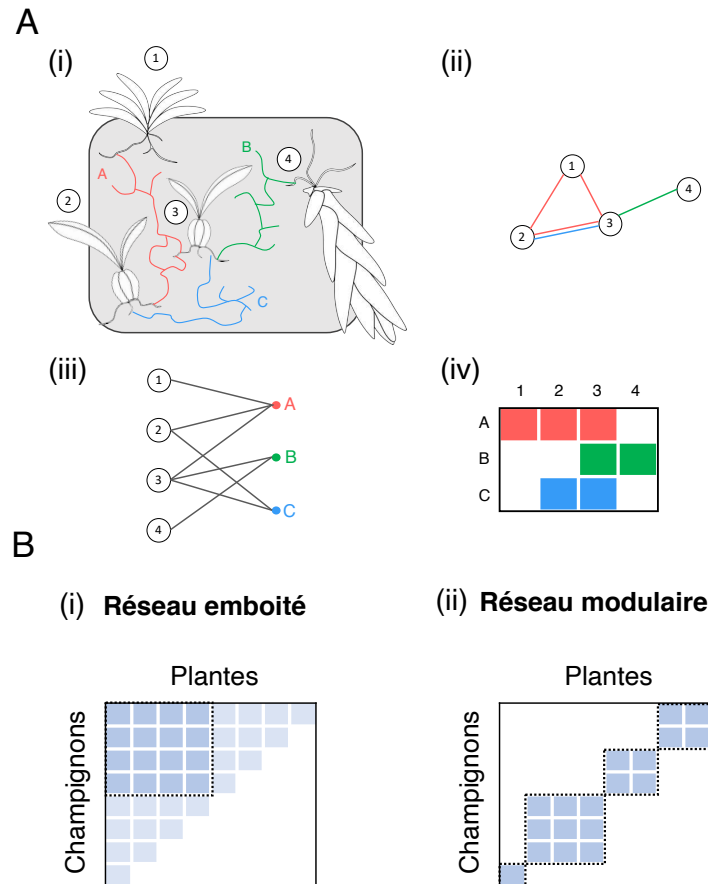 A
(i)
(ii)
1
2
3
4
A
B
C
1
2
3
4
(iii)
(iv)
1
2
3
4
A
B
C
1 2 3 4
A
B
C
B
(i) Réseau emboité
(ii) Réseau modulaire
Plantes
Champignons
Plantes
Champignons